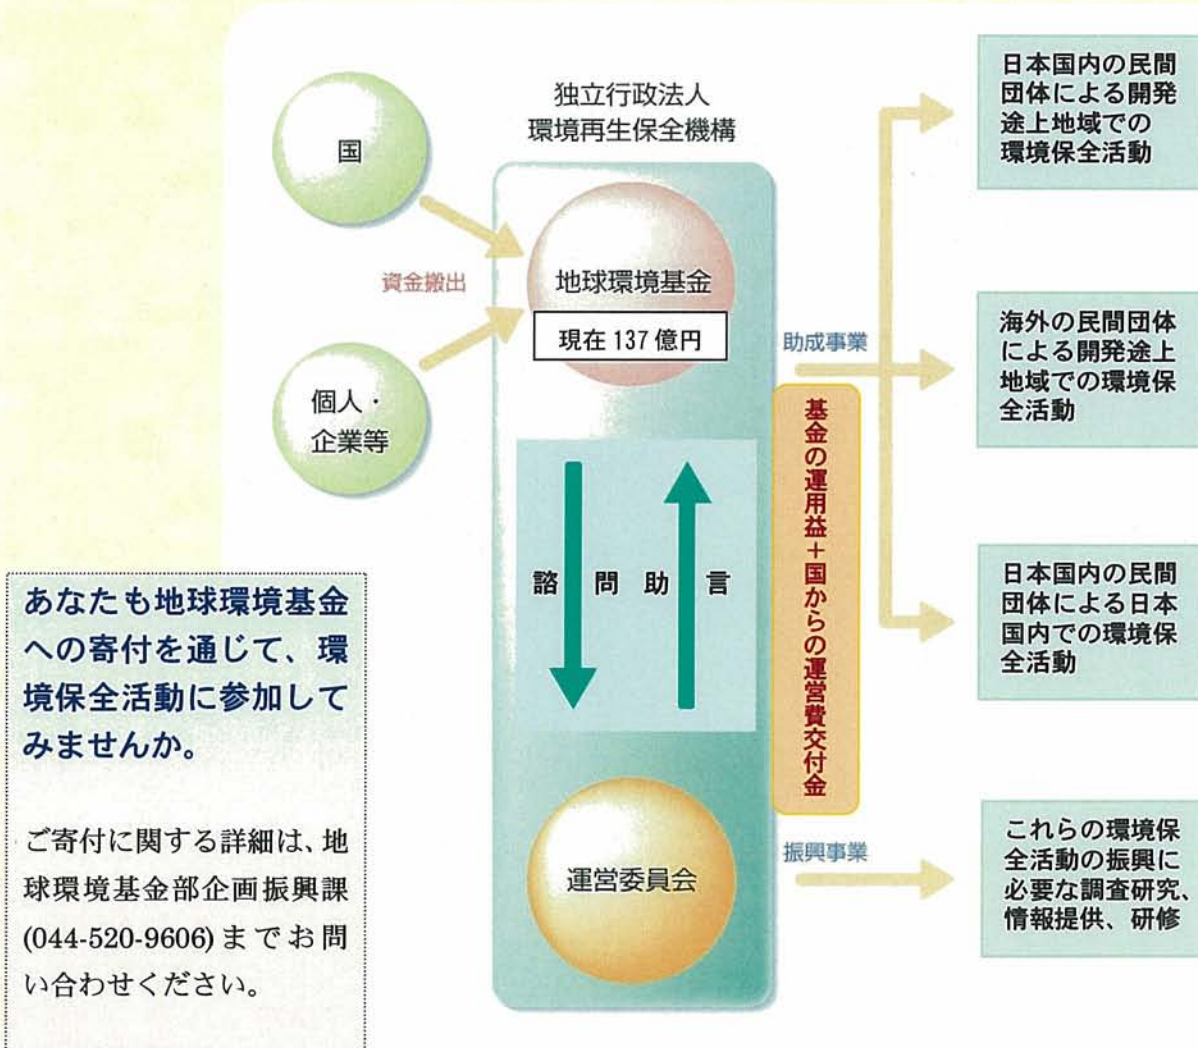 独立行政法人
環境再生保全機構
国
資金搬出
個人・
企業等
地球環境基金
現在 137 億円
諮問
助言
運営委員会
助成事業
基金の運用益＋国からの運営費交付金
振興事業
日本国内の民間
団体による開発
途上地域での
環境保全活動
海外の民間団体
による開発途上
地域での環境保
全活動
日本国内の民間
団体による日本
国内での環境保
全活動
これらの環境保
全活動の振興に
必要な調査研究、
情報提供、研修
あなたも地球環境基金
への寄付を通じて、環
境保全活動に参加して
みませんか。
ご寄付に関する詳細は、地
球環境基金部企画振興課
(044-520-9606)までお問
い合わせください。